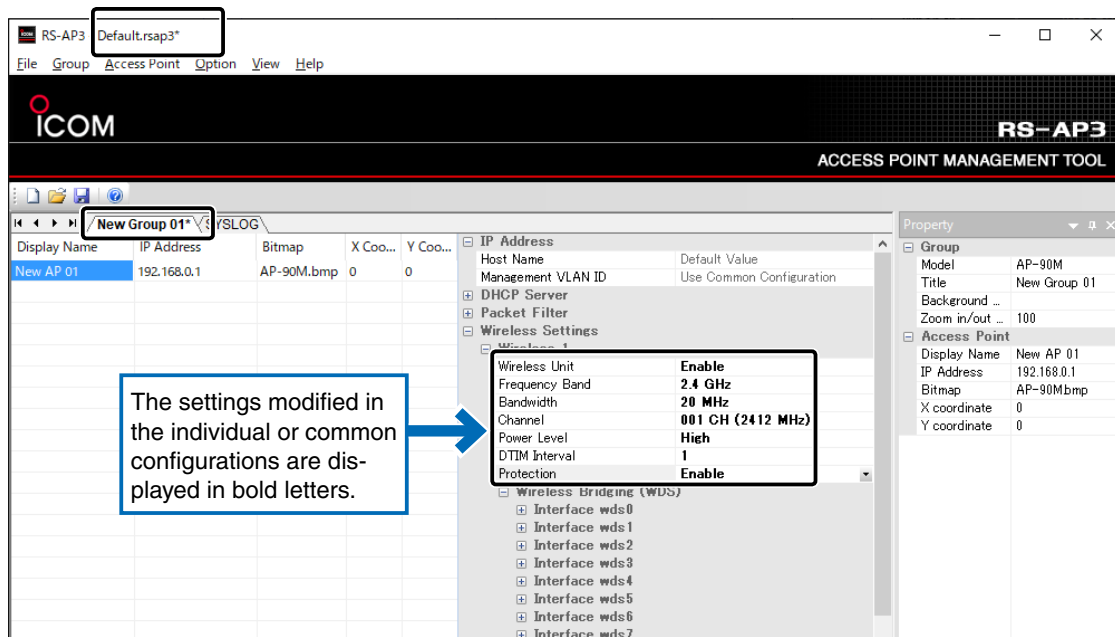 RS-AP3 Default.rsap3*
File Group Access Point Option View Help
ICOM
RS-AP3
ACCESS POINT MANAGEMENT TOOL
New Group 01* SYSLOG
Property
Display Name IP Address Bitmap X Coo... Y Coo...
New AP 01 192.168.0.1 AP-90M.bmp 0 0
IP Address
Host Name Default Value
Management VLAN ID Use Common Configuration
DHCP Server
Packet Filter
Wireless Settings
Wireless 1
Wireless Unit Enable
Frequency Band 2.4 GHz
Bandwidth 20 MHz
Channel 001 CH (2412 MHz)
Power Level High
DTIM Interval 1
Protection Enable
Wireless Bridging (WDS)
Interface wds0
Interface wds1
Interface wds2
Interface wds3
Interface wds4
Interface wds5
Interface wds6
Interface wds7
The settings modified in
the individual or common
configurations are dis-
played in bold letters.
Group
Model AP-90M
Title New Group 01
Background ...
Zoom in/out ... 100
Access Point
Display Name New AP 01
IP Address 192.168.0.1
Bitmap AP-90M.bmp
X coordinate 0
Y coordinate 0